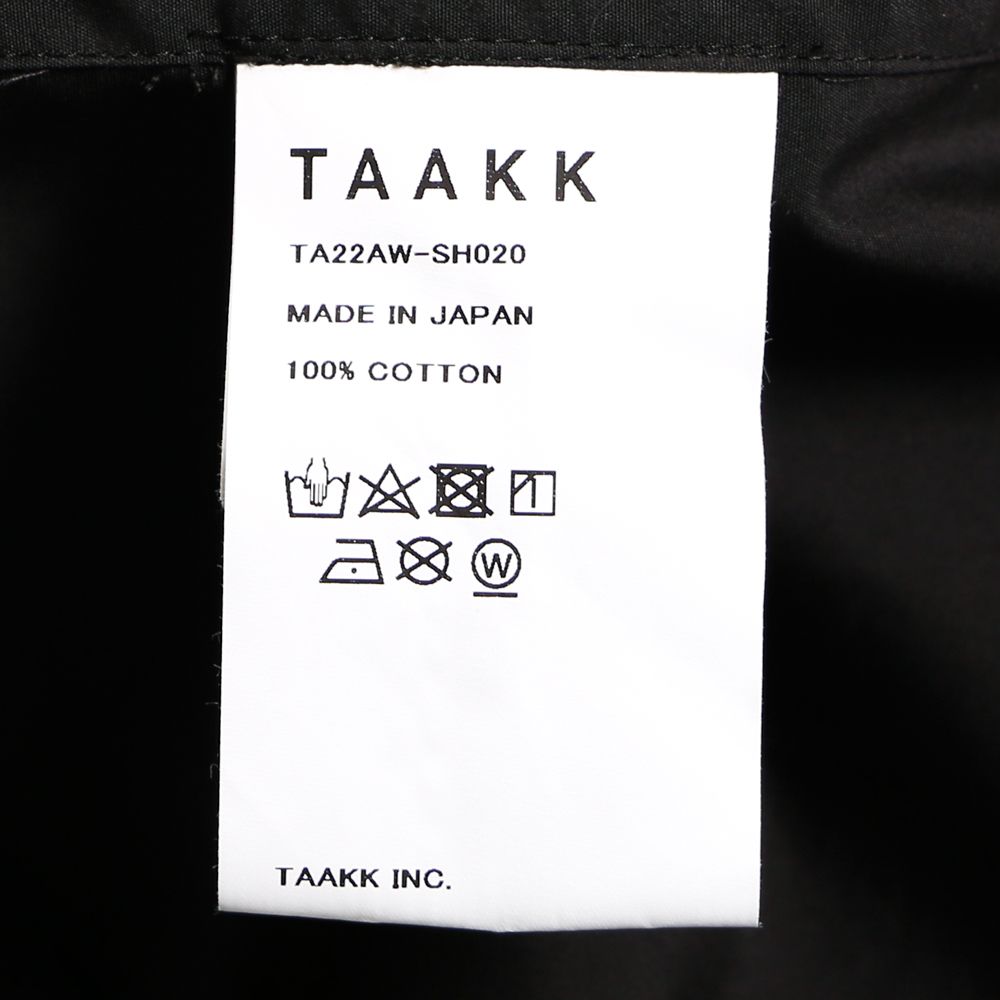 TAAKK
TA22AW-SH020
MADE IN JAPAN
100% COTTON
W
TAAKK INC.